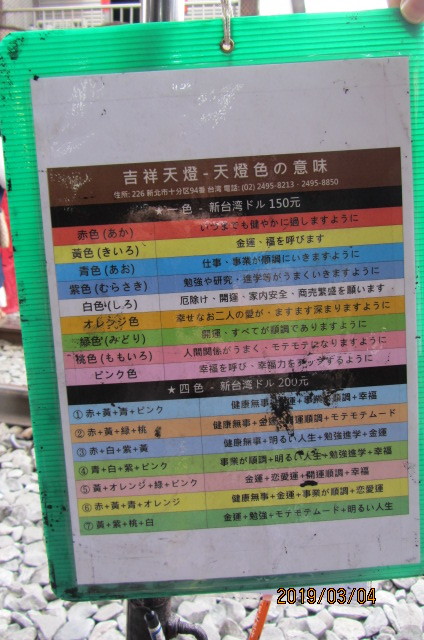 吉祥天燈-天燈色の意味
住所: 226 新北市十分区94番 台湾 電話: (02) 2495-8213 - 2495-8850
★一色 - 新台湾ドル 150元
赤色 (あか) いつまでも健やかに過しますように
黃色 (きいろ) 金運・福を呼びます
青色 (あお) 仕事・事業が順調にいきますように
紫色 (むらさき) 勉強や研究・進学等がうまくいきますように
白色 (しろ) 厄除け・開運・家内安全・商売繁盛を願います
オレンジ色 幸せなお二人の愛が・ますます深まりますように
緑色 (みどり) 開運・すべてが順調でありますように
桃色 (ももいろ) 人間関係がうまく・モテモテになりますように
ピンク色 幸福を呼び・幸福力をアップするように
★四色 - 新台湾ドル 200元
①赤+黃+青+ピンク 健康無事+金運+事業が順調+幸福
②赤+黃+緑+桃 健康無事+金運+開運順調+モテモテムード
③赤+白+紫+黃 健康無事+明るい人生+勉強進学+金運
④青+白+紫+ピンク 事業が順調+明るい人生+勉強進学+幸福
⑤黃+オレンジ+緑+ピンク 金運+恋愛運+開運順調+幸福
⑥赤+黃+青+オレンジ 健康無事+金運+事業が順調+恋愛運
⑦黃+紫+桃+白 金運+勉強+モテモテムード+明るい人生
2019/03/04